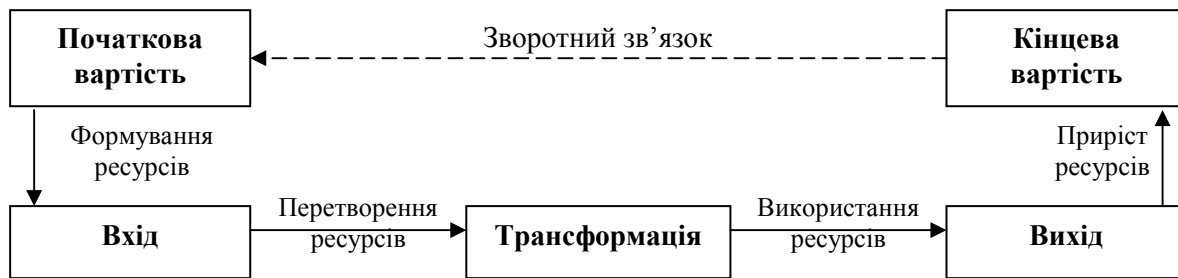 Початкова
вартість
Зворотний зв’язок
Кінцева
вартість
Формування
ресурсів
Приріст
ресурсів
Вхід
Перетворення
ресурсів
Трансформація
Використання
ресурсів
Вихід